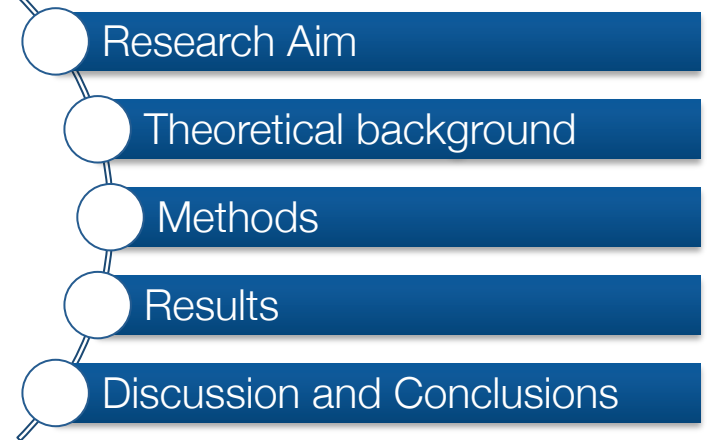 Research Aim
Theoretical background
Methods
Results
Discussion and Conclusions